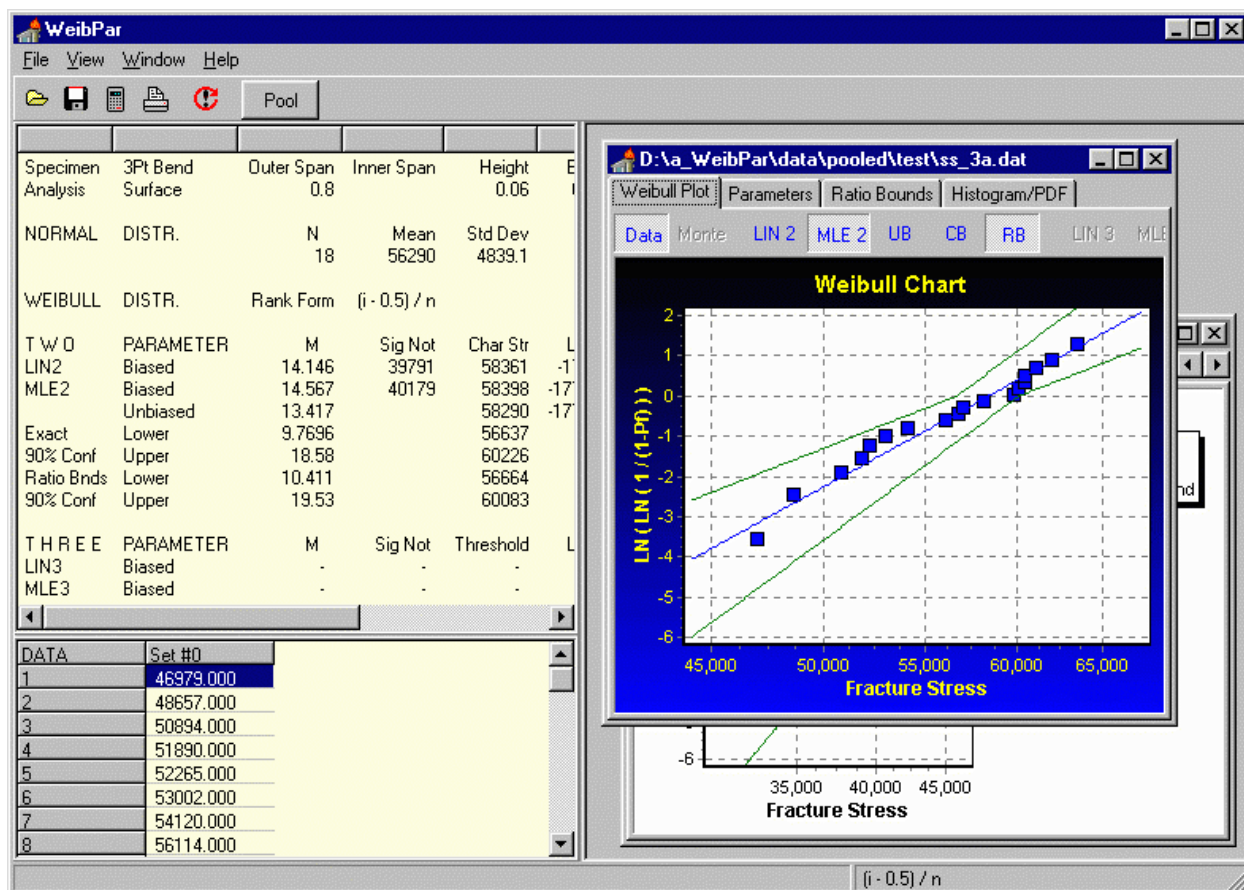 WeibPar
File View Window Help
Pool
Specimen 3Pt Bend Outer Span Inner Span Height
Analysis Surface 0.8 0.06
NORMAL DISTR. N Mean Std Dev
18 56290 4839.1
WEIBULL DISTR. Rank Form (i - 0.5) / n
T W O PARAMETER M Sig Not Char Str L
LIN2 Biased 14.146 39791 58361 -1
MLE2 Biased 14.567 40179 58398 -17
Unbiased 13.417 58290 -17
Exact Lower 9.7696 56637
90% Conf Upper 18.58 60226
Ratio Bnds Lower 10.411 56664
90% Conf Upper 19.53 60083
T H R E E PARAMETER M Sig Not Threshold L
LIN3 Biased - - -
MLE3 Biased - - -
DATA Set #0
1 46979.000
2 48657.000
3 50894.000
4 51890.000
5 52265.000
6 53002.000
7 54120.000
8 56114.000
D:\a_WeibPar\data\pooled\test\ss_3a.dat
Weibull Plot Parameters Ratio Bounds Histogram/PDF
Data Monte LIN 2 MLE 2 UB CB RB LIN 3
Weibull Chart
LN ( LN ( 1 / (1-Pf) ) )
2
1
0
-1
-2
-3
-4
-5
-6
45,000 50,000 55,000 60,000 65,000
Fracture Stress
nd
-6
35,000 40,000 45,000
Fracture Stress
(i - 0.5) / n